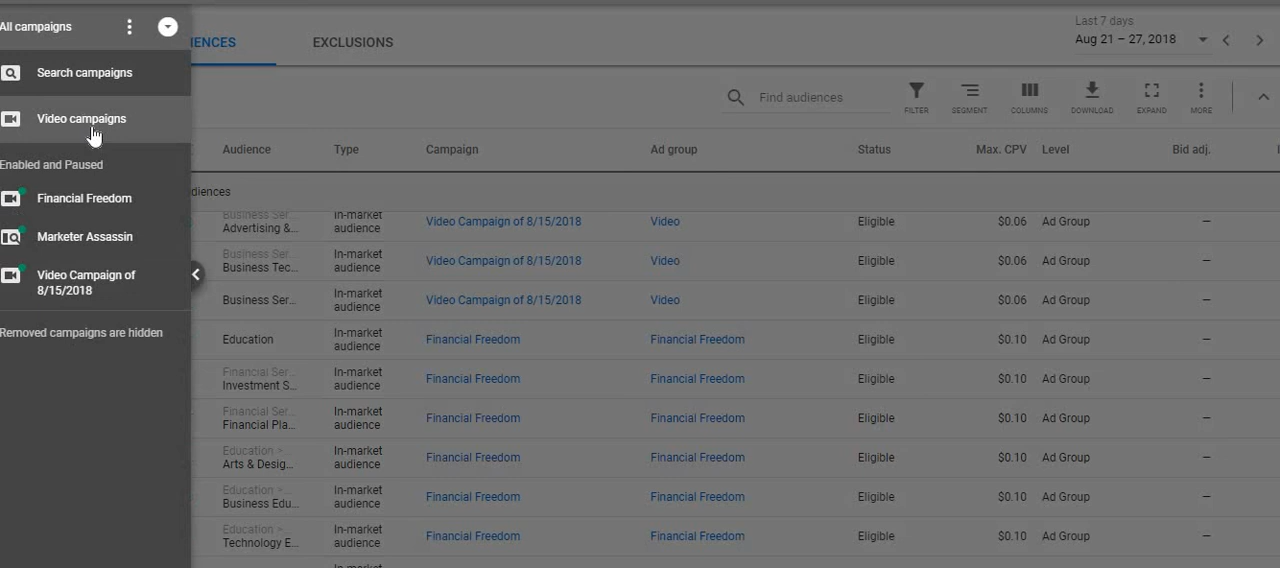 All campaigns
IENCES
EXCLUSIONS
Last 7 days
Aug 21 – 27, 2018
Search campaigns
Find audiences
FILTER
SEGMENT
COLUMNS
DOWNLOAD
EXPAND
MORE
Video campaigns
Audience Type Campaign Ad group Status Max. CPV Level Bid adj.
Enabled and Paused
Financial Freedom
Marketer Assassin
Video Campaign of
8/15/2018
Removed campaigns are hidden
udiences
Business Ser...
Advertising &...
In-market
audience
Video Campaign of 8/15/2018 Video Eligible $0.06 Ad Group –
Business Ser...
Business Tec...
In-market
audience
Video Campaign of 8/15/2018 Video Eligible $0.06 Ad Group –
Business Ser...
In-market
audience
Video Campaign of 8/15/2018 Video Eligible $0.06 Ad Group –
Education
In-market
audience
Financial Freedom Financial Freedom Eligible $0.10 Ad Group –
Financial Ser...
Investment S...
In-market
audience
Financial Freedom Financial Freedom Eligible $0.10 Ad Group –
Financial Ser...
Financial Pla...
In-market
audience
Financial Freedom Financial Freedom Eligible $0.10 Ad Group –
Education >...
Arts & Desig...
In-market
audience
Financial Freedom Financial Freedom Eligible $0.10 Ad Group –
Education >...
Business Edu...
In-market
audience
Financial Freedom Financial Freedom Eligible $0.10 Ad Group –
Education >
Technology E...
In-market
audience
Financial Freedom Financial Freedom Eligible $0.10 Ad Group –
In-market